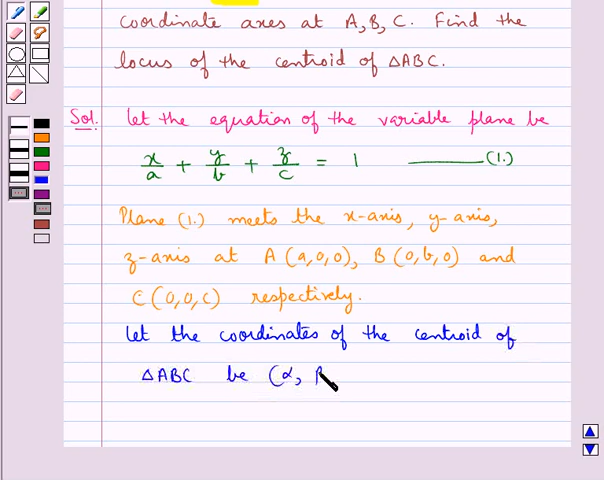 coordinate axes at A, B, C. Find the
locus of the centroid of ΔABC.
Sol. Let the equation of the variable plane be
x/a + y/b + z/c = 1 ——— (1.)
Plane (1.) meets the x-axis, y-axis,
z-axis at A (a,0,0), B (0,b,0) and
C (0,0,c) respectively.
Let the coordinates of the centroid of
ΔABC be (α,